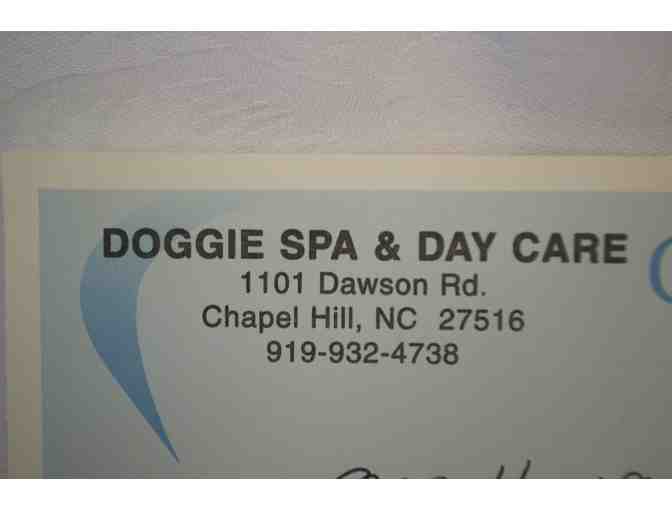 DOGGIE SPA & DAY CARE
1101 Dawson Rd.
Chapel Hill, NC 27516
919-932-4738